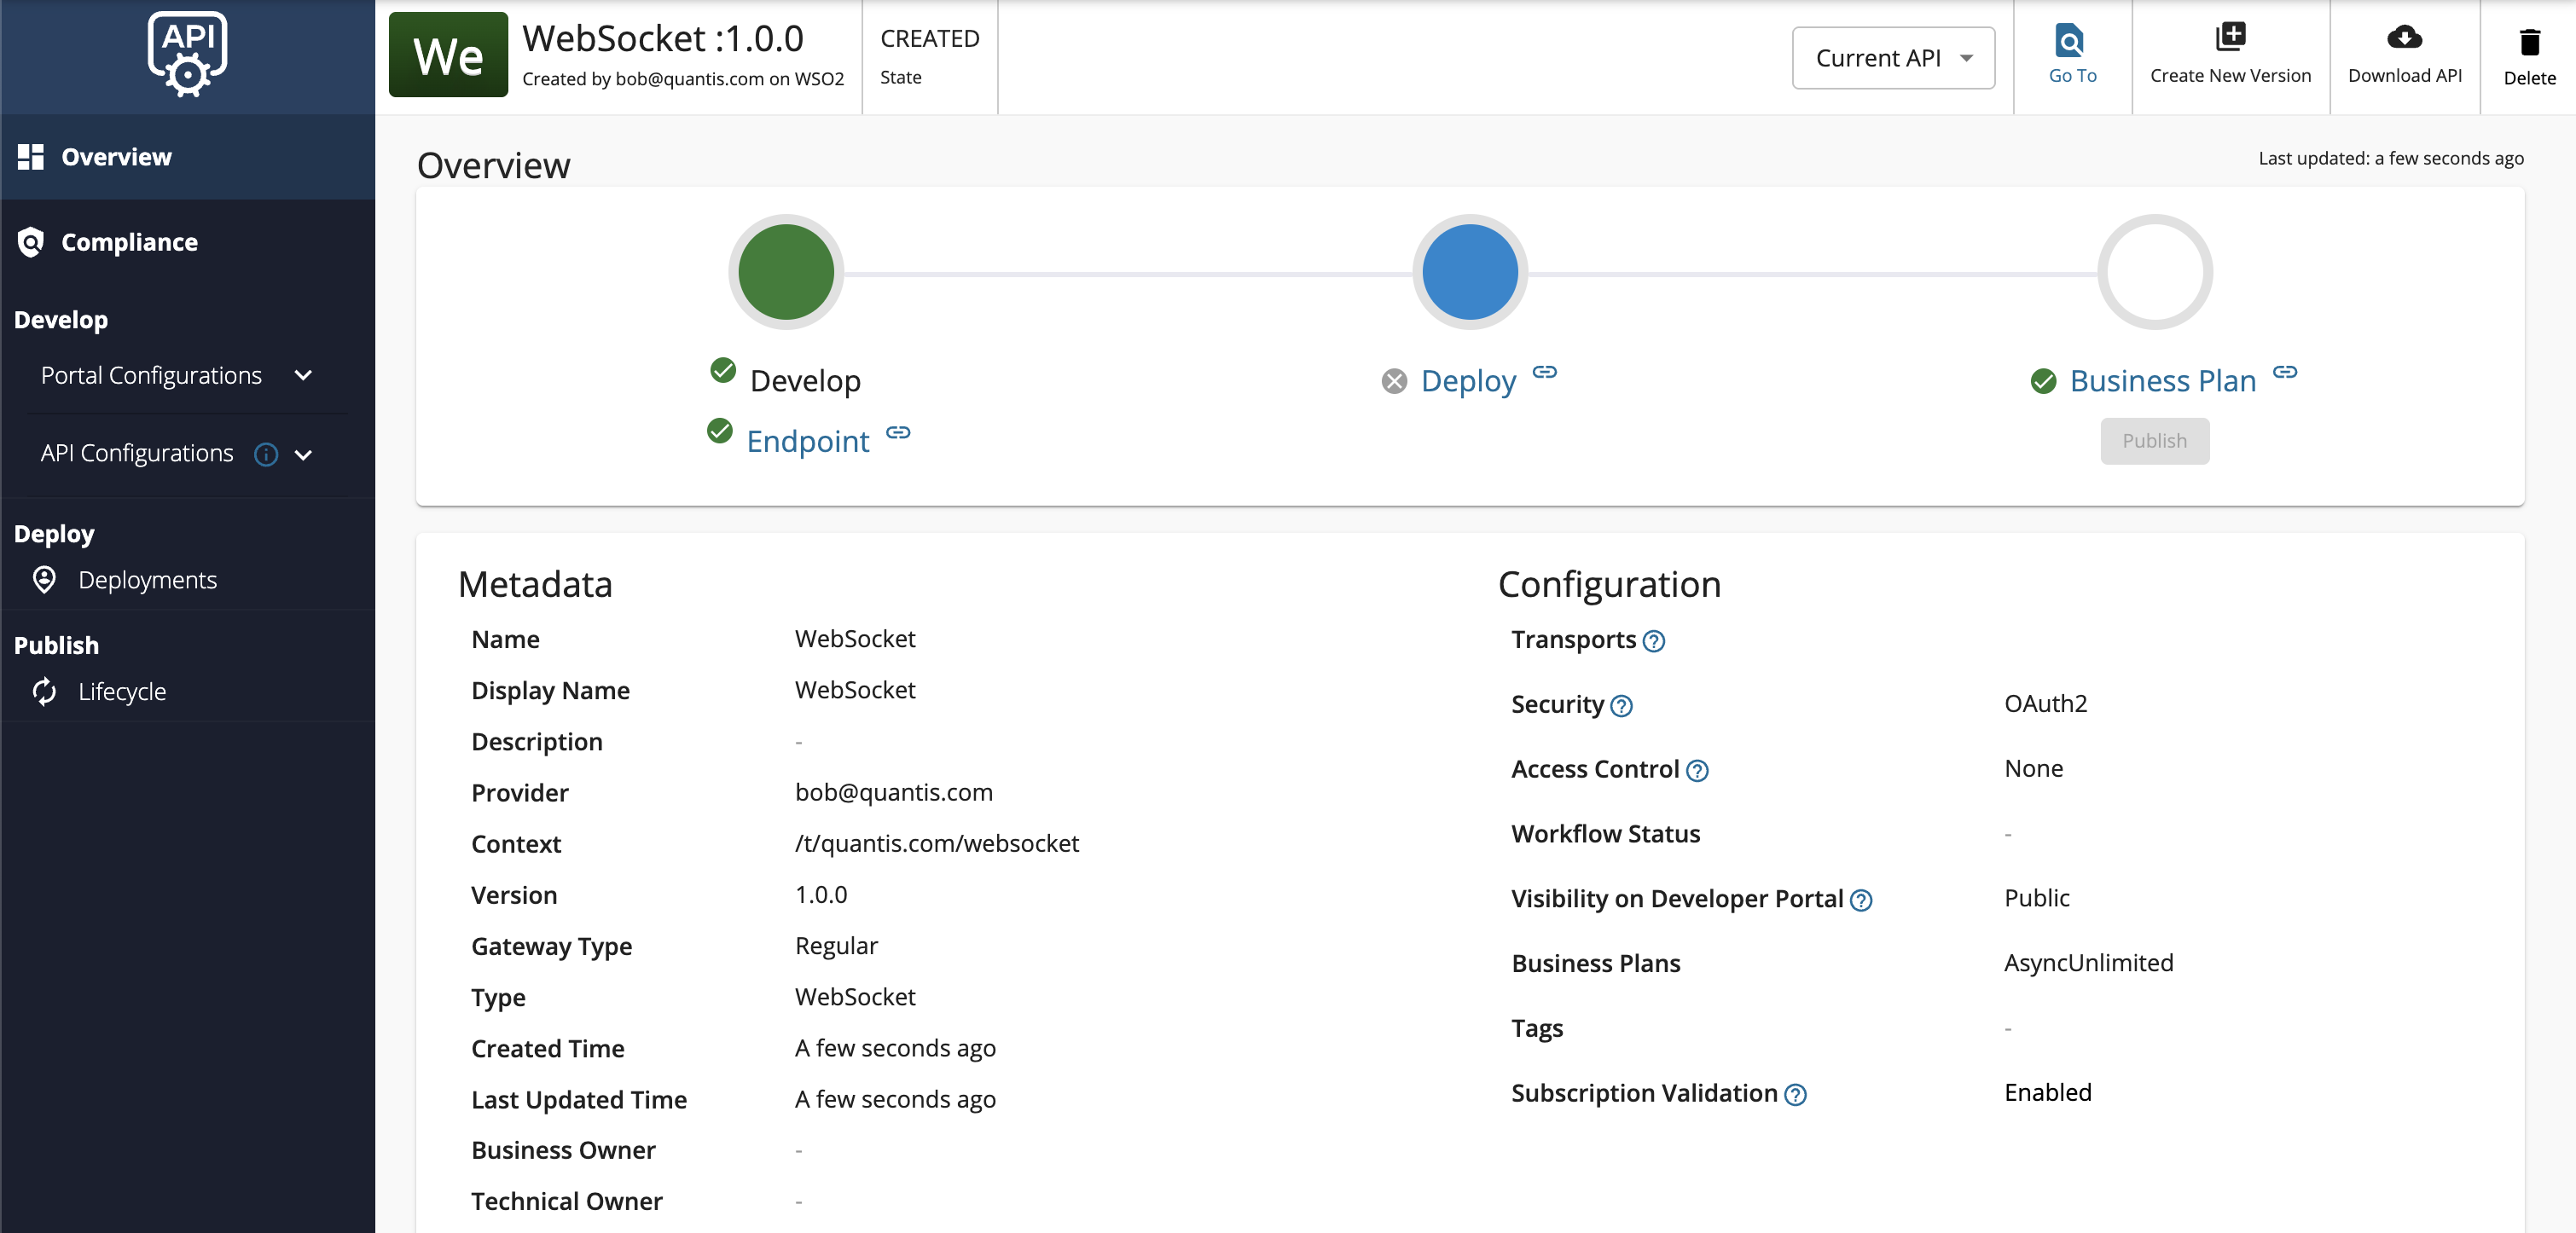 API
We
WebSocket :1.0.0
Created by bob@quantis.com on WSO2
CREATED
State
Current API
Go To
Create New Version
Download API
Delete
Overview
Compliance
Develop
Portal Configurations
API Configurations
Deploy
Deployments
Publish
Lifecycle
Overview
Last updated: a few seconds ago
Develop
Endpoint
Deploy
Business Plan
Publish
Metadata
Name WebSocket
Display Name WebSocket
Description -
Provider bob@quantis.com
Context /t/quantis.com/websocket
Version 1.0.0
Gateway Type Regular
Type WebSocket
Created Time A few seconds ago
Last Updated Time A few seconds ago
Business Owner -
Technical Owner -
Configuration
Transports
Security OAuth2
Access Control None
Workflow Status -
Visibility on Developer Portal Public
Business Plans AsyncUnlimited
Tags -
Subscription Validation Enabled